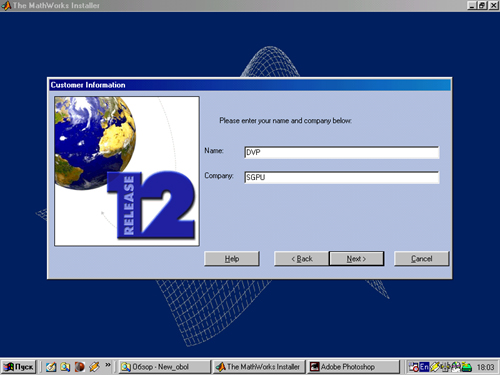 The MathWorks Installer
Customer Information
Please enter your name and company below:
Name:
DVP
Company:
SGPU
RELEASE
12
Help
< Back
Next >
Cancel
Пуск
»
Обзор - New_obol
The MathWorks Installer
Adobe Photoshop
En
18:03